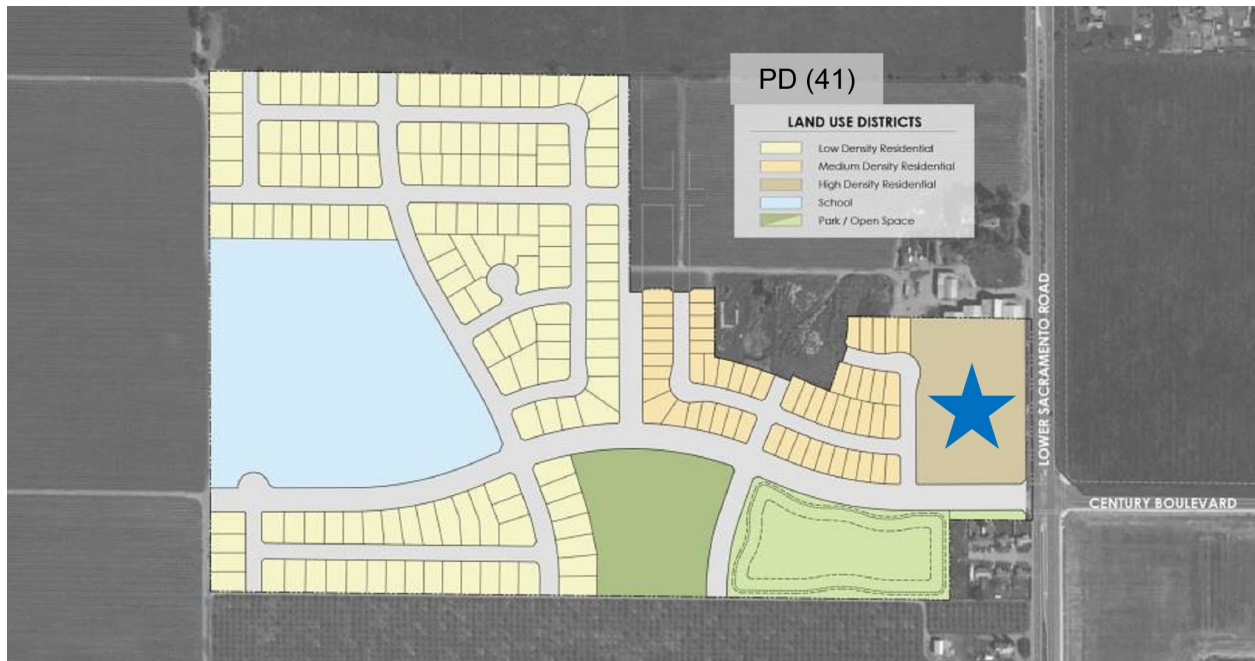 PD (41)
LAND USE DISTRICTS
Low Density Residential
Medium Density Residential
High Density Residential
School
Park / Open Space
LOWER SACRAMENTO ROAD
CENTURY BOULEVARD